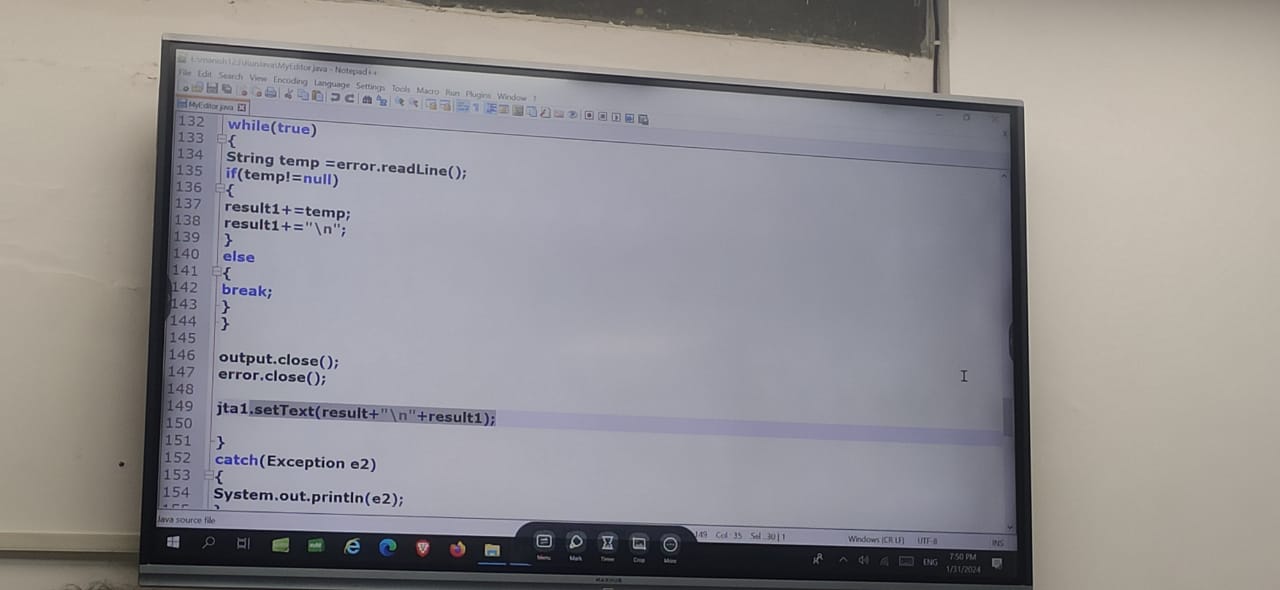 MyEditor.java - Notepad++
File Edit Search View Encoding Language Settings Tools Macro Run Plugins Window ?
MyEditor.java
132 while(true)
133 {
134 String temp =error.readLine();
135 if(temp!=null)
136 {
137 result1+=temp;
138 result1+="\n";
139 }
140 else
141 {
142 break;
143 }
144 }
145
146 output.close();
147 error.close();
148
149 jta1.setText(result+"\n"+result1);
150
151 }
152 catch(Exception e2)
153 {
154 System.out.println(e2);
Java source file
149 Col : 35 Sel : 30 | 1 Windows (CR LF) UTF-8 INS
Menu Mark Timer Crop More
ENG
7:50 PM
1/31/2024
MAXHUB